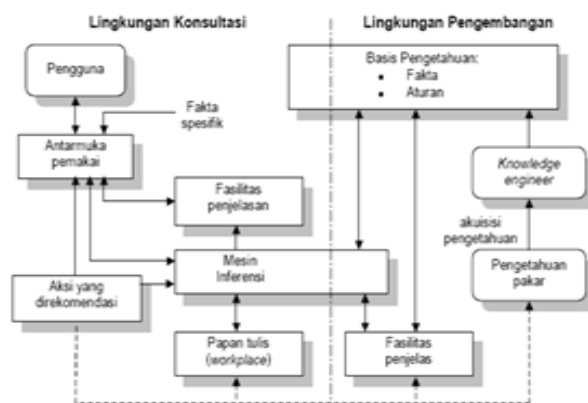 Lingkungan Konsultasi
Lingkungan Pengembangan
Pengguna
Fakta
spesifik
Antarmuka
pemakai
Fasilitas
penjelasan
Mesin
Inferensi
Aksi yang
direkomendasi
Papan tulis
(workplace)
Basis Pengetahuan:
• Fakta
• Aturan
Knowledge
engineer
akuisisi
pengetahuan
Pengetahuan
pakar
Fasilitas
penjelas